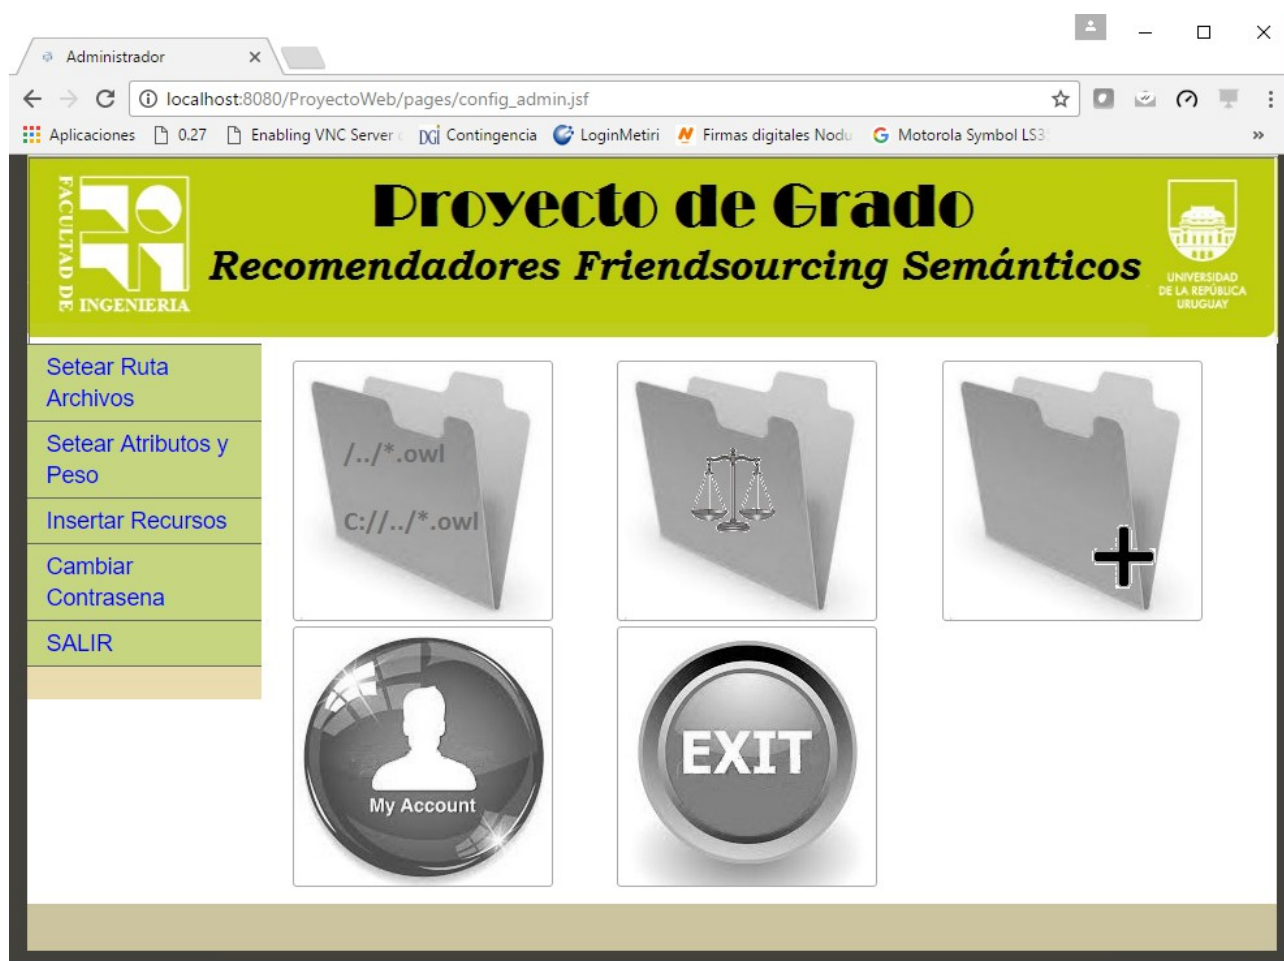 Administrador
localhost:8080/ProyectoWeb/pages/config_admin.jsf
Aplicaciones 0.27 Enabling VNC Server DGI Contingencia LoginMetiri Firmas digitales Nodu Motorola Symbol LS3
FACULTAD DE INGENIERIA
Proyecto de Grado
Recomendadores Friendsourcing Semánticos
UNIVERSIDAD
DE LA REPÚBLICA
URUGUAY
Setear Ruta
Archivos
Setear Atributos y
Peso
Insertar Recursos
Cambiar
Contrasena
SALIR
/../*.owl
C://../*.owl
My Account
EXIT